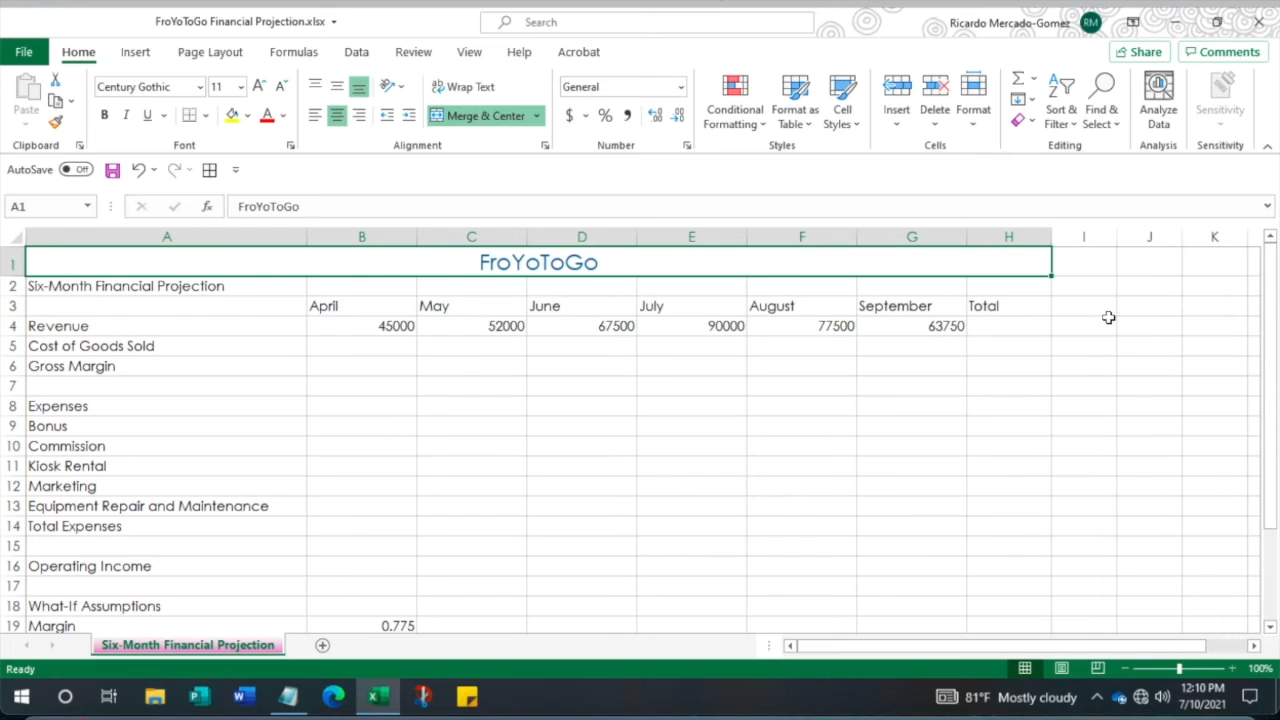 FroYoToGo Financial Projection.xlsx
Search
Ricardo Mercado-Gomez RM
File Home Insert Page Layout Formulas Data Review View Help Acrobat Share Comments
Century Gothic 11 Wrap Text General
Paste Merge & Center Conditional Formatting Format as Table Cell Styles Insert Delete Format Sort & Filter Find & Select Analyze Data Sensitivity
Clipboard Font Alignment Number Styles Cells Editing Analysis Sensitivity
AutoSave Off
A1 fx FroYoToGo
A B C D E F G H I J K
1 FroYoToGo
2 Six-Month Financial Projection
3 April May June July August September Total
4 Revenue 45000 52000 67500 90000 77500 63750
5 Cost of Goods Sold
6 Gross Margin
7
8 Expenses
9 Bonus
10 Commission
11 Kiosk Rental
12 Marketing
13 Equipment Repair and Maintenance
14 Total Expenses
15
16 Operating Income
17
18 What-If Assumptions
19 Margin 0.775
Six-Month Financial Projection
Ready 100%
81°F Mostly cloudy 12:10 PM
7/10/2021